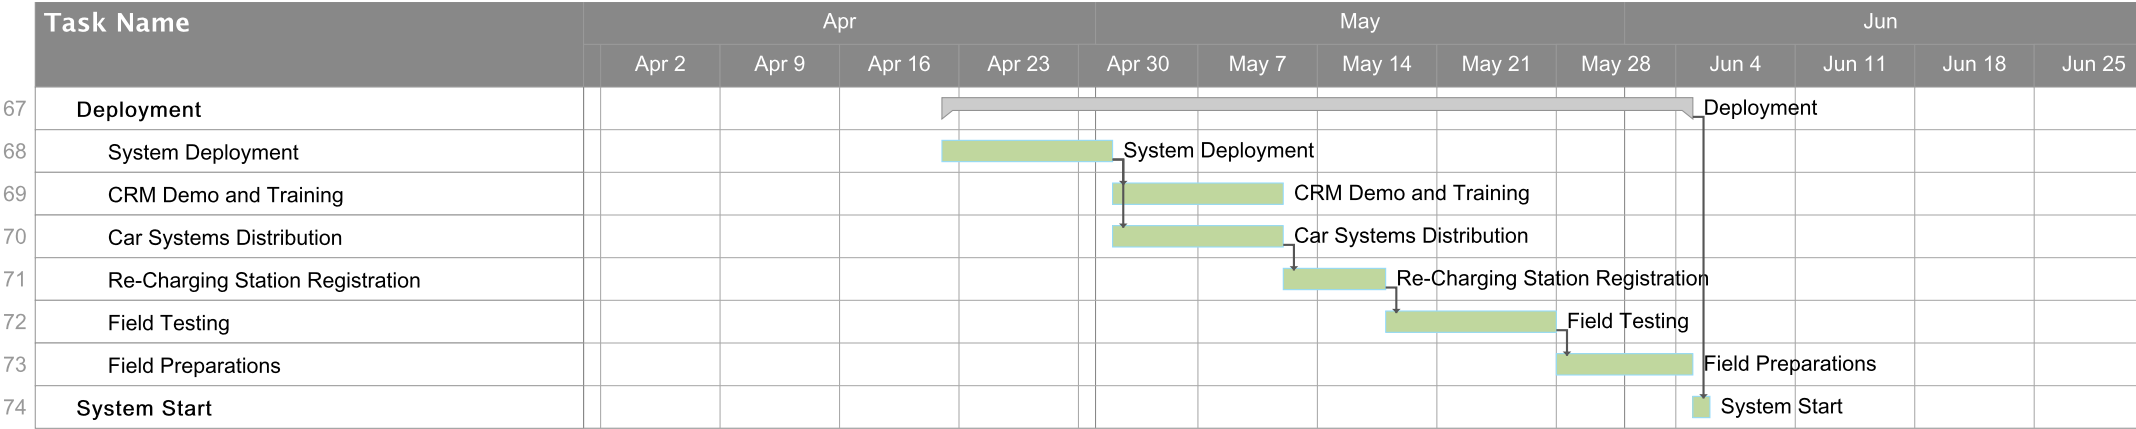 Task Name
Apr May Jun
Apr 2 Apr 9 Apr 16 Apr 23 Apr 30 May 7 May 14 May 21 May 28 Jun 4 Jun 11 Jun 18 Jun 25
67 Deployment Deployment
68 System Deployment System Deployment
69 CRM Demo and Training CRM Demo and Training
70 Car Systems Distribution Car Systems Distribution
71 Re-Charging Station Registration Re-Charging Station Registration
72 Field Testing Field Testing
73 Field Preparations Field Preparations
74 System Start System Start